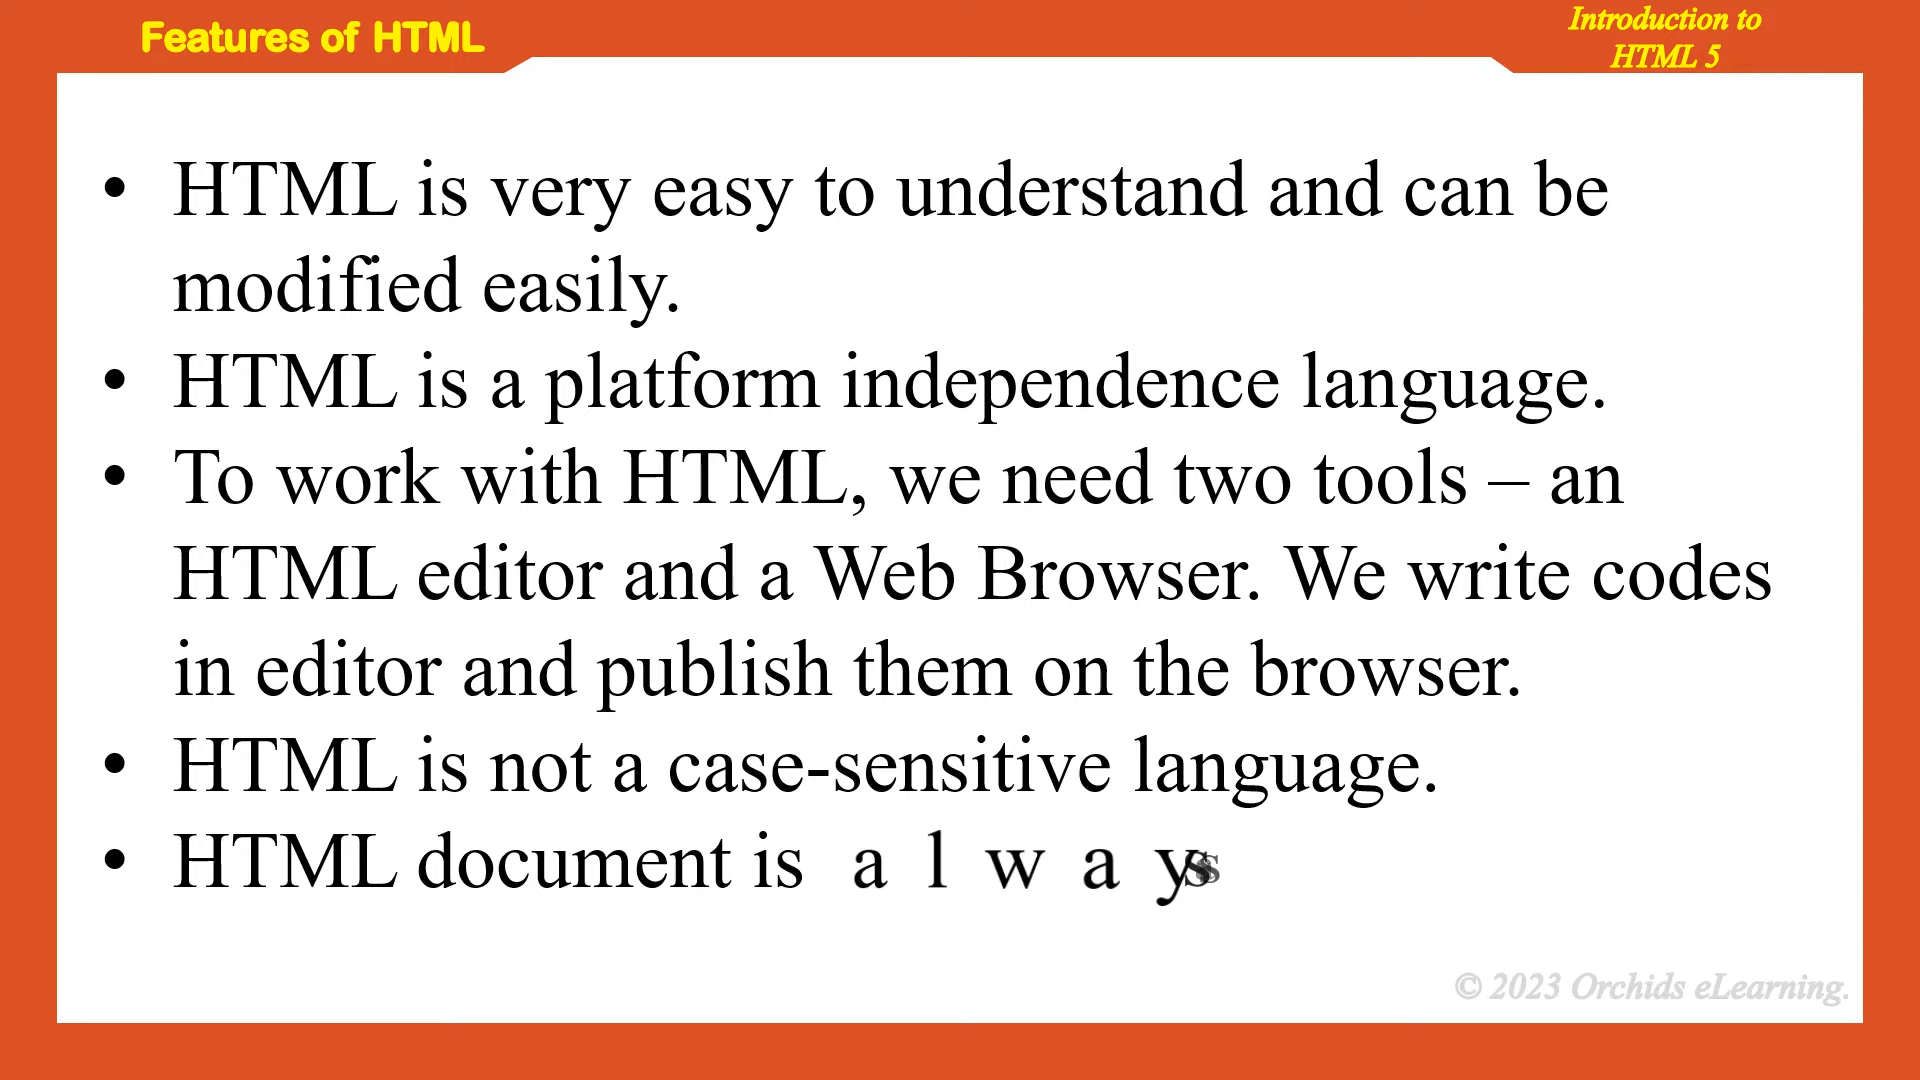 Features of HTML
Introduction to
HTML 5
• HTML is very easy to understand and can be
modified easily.
• HTML is a platform independence language.
• To work with HTML, we need two tools – an
HTML editor and a Web Browser. We write codes
in editor and publish them on the browser.
• HTML is not a case-sensitive language.
• HTML document is always
© 2023 Orchids eLearning.